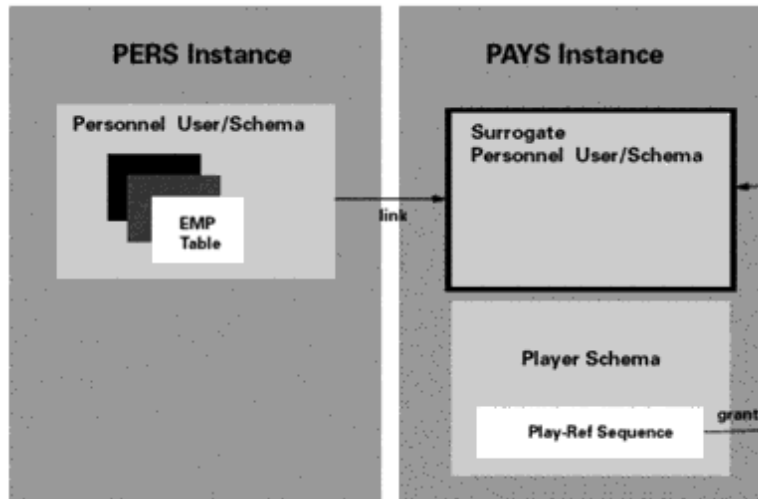 PERS Instance
PAYS Instance
Personnel User/Schema
EMP
Table
link
Surrogate
Personnel User/Schema
Player Schema
Play-Ref Sequence
grant